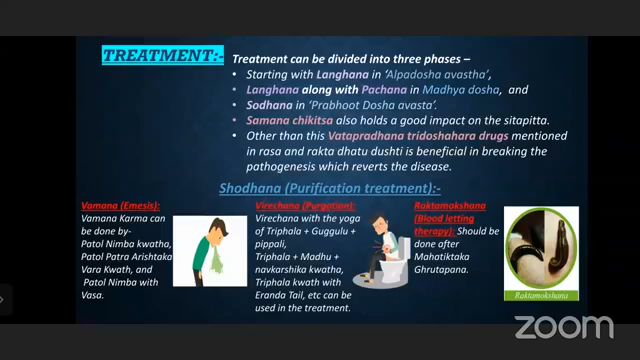 TREATMENT:-
Treatment can be divided into three phases –
• Starting with Langhana in 'Alpadosha avastha',
• Langhana along with Pachana in Madhya dosha, and
• Sodhana in 'Prabhoot Dosha avasta'.
• Samana chikitsa also holds a good impact on the sitapitta.
• Other than this Vatapradhana tridoshahara drugs mentioned
in rasa and rakta dhatu dushti is beneficial in breaking the
pathogenesis which reverts the disease.
Shodhana (Purification treatment):-
Vamana (Emesis):
Vamana Karma can
be done by-
Patol Nimba kwatha,
Patol Patra Arishtaka
Vara Kwath, and
Patol Nimba with
Vasa.
Virechana (Purgation):
Virechana with the yoga
of Triphala + Guggulu +
pippali,
Triphala + Madhu +
navkarshika kwatha,
Triphala kwath with
Eranda Tail, etc can be
used in the treatment.
Raktamokshana
(Blood letting
therapy): Should be
done after
Mahatiktaka
Ghrutapana.
Raktamokshana
zoom